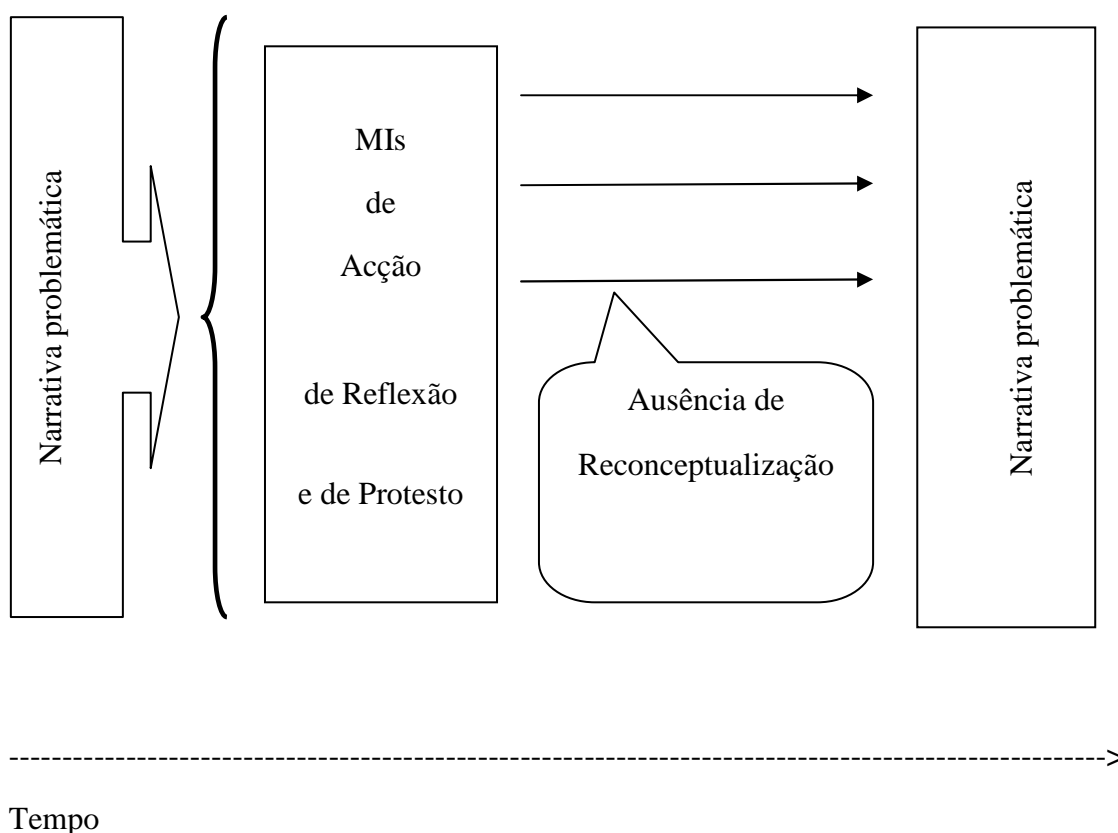 Narrativa problemática
MIs
de
Acção
de Reflexão
e de Protesto
Ausência de
Reconceptualização
Narrativa problemática
Tempo